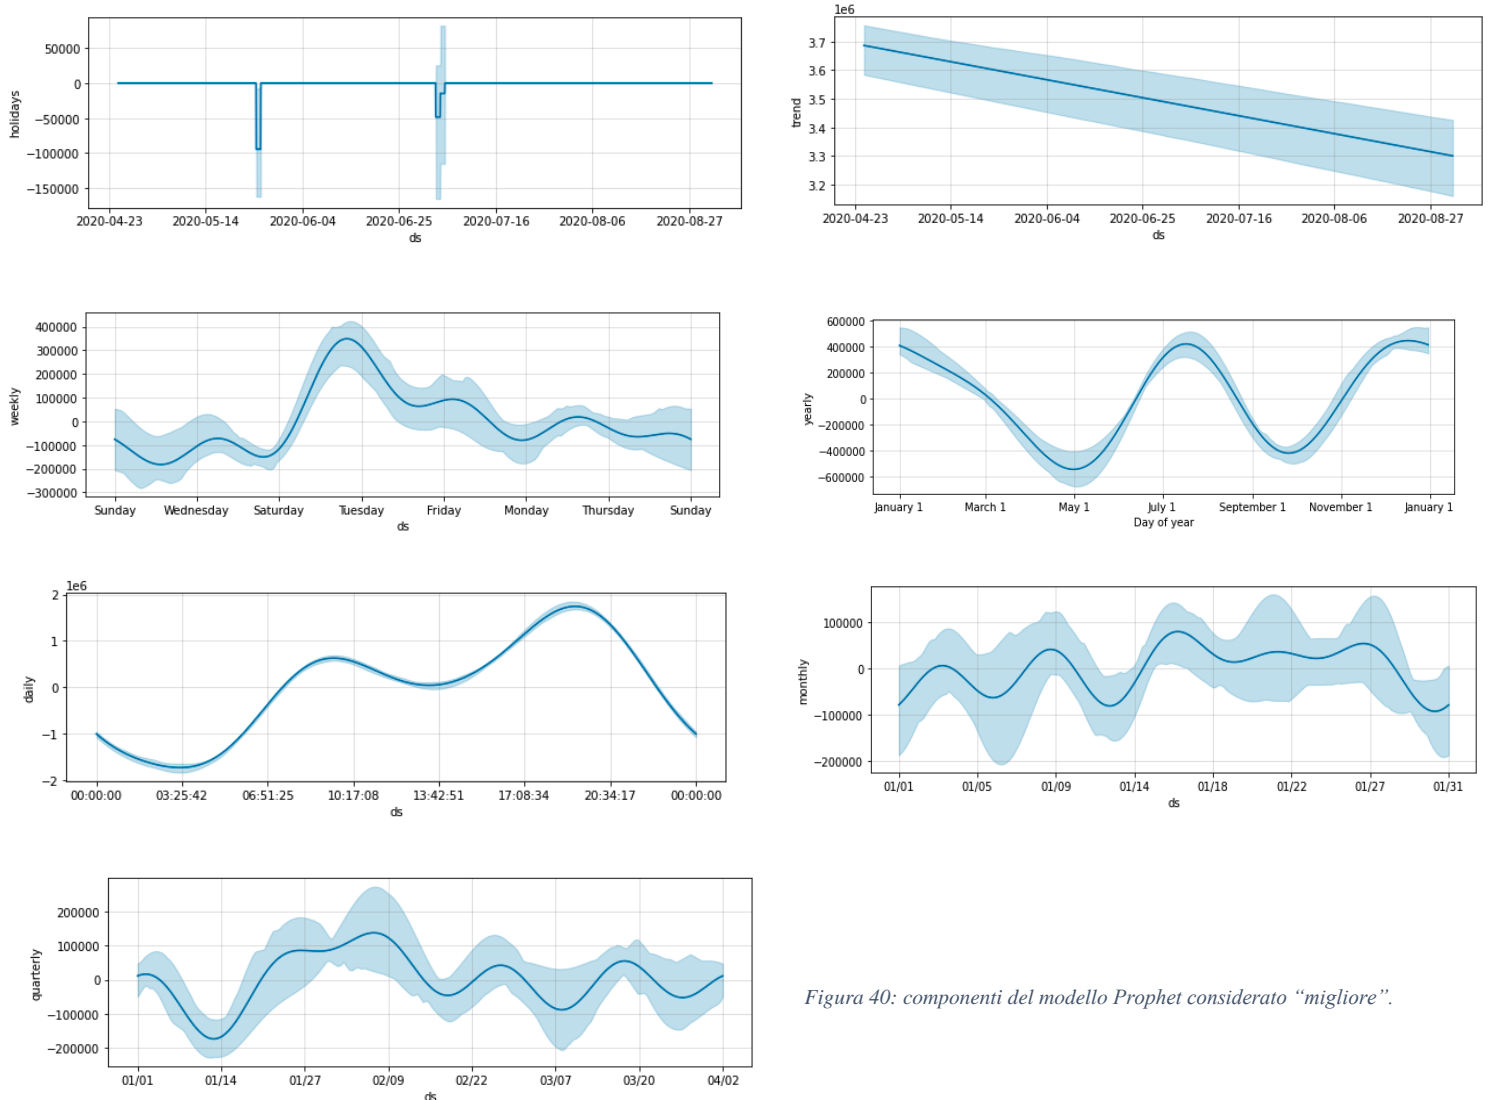 50000
0
−50000
−100000
−150000
holidays
2020-04-23 2020-05-14 2020-06-04 2020-06-25 2020-07-16 2020-08-06 2020-08-27
ds
1e6
3.7
3.6
3.5
3.4
3.3
3.2
trend
2020-04-23 2020-05-14 2020-06-04 2020-06-25 2020-07-16 2020-08-06 2020-08-27
ds
400000
300000
200000
100000
0
−100000
−200000
−300000
weekly
Sunday Wednesday Saturday Tuesday Friday Monday Thursday Sunday
ds
600000
400000
200000
0
−200000
−400000
−600000
yearly
January 1 March 1 May 1 July 1 September 1 November 1 January 1
Day of year
1e6
2
1
0
−1
−2
daily
00:00:00 03:25:42 06:51:25 10:17:08 13:42:51 17:08:34 20:34:17 00:00:00
ds
100000
0
−100000
−200000
monthly
01/01 01/05 01/09 01/14 01/18 01/22 01/27 01/31
ds
200000
100000
0
−100000
−200000
quarterly
01/01 01/14 01/27 02/09 02/22 03/07 03/20 04/02
ds
Figura 40: componenti del modello Prophet considerato “migliore”.